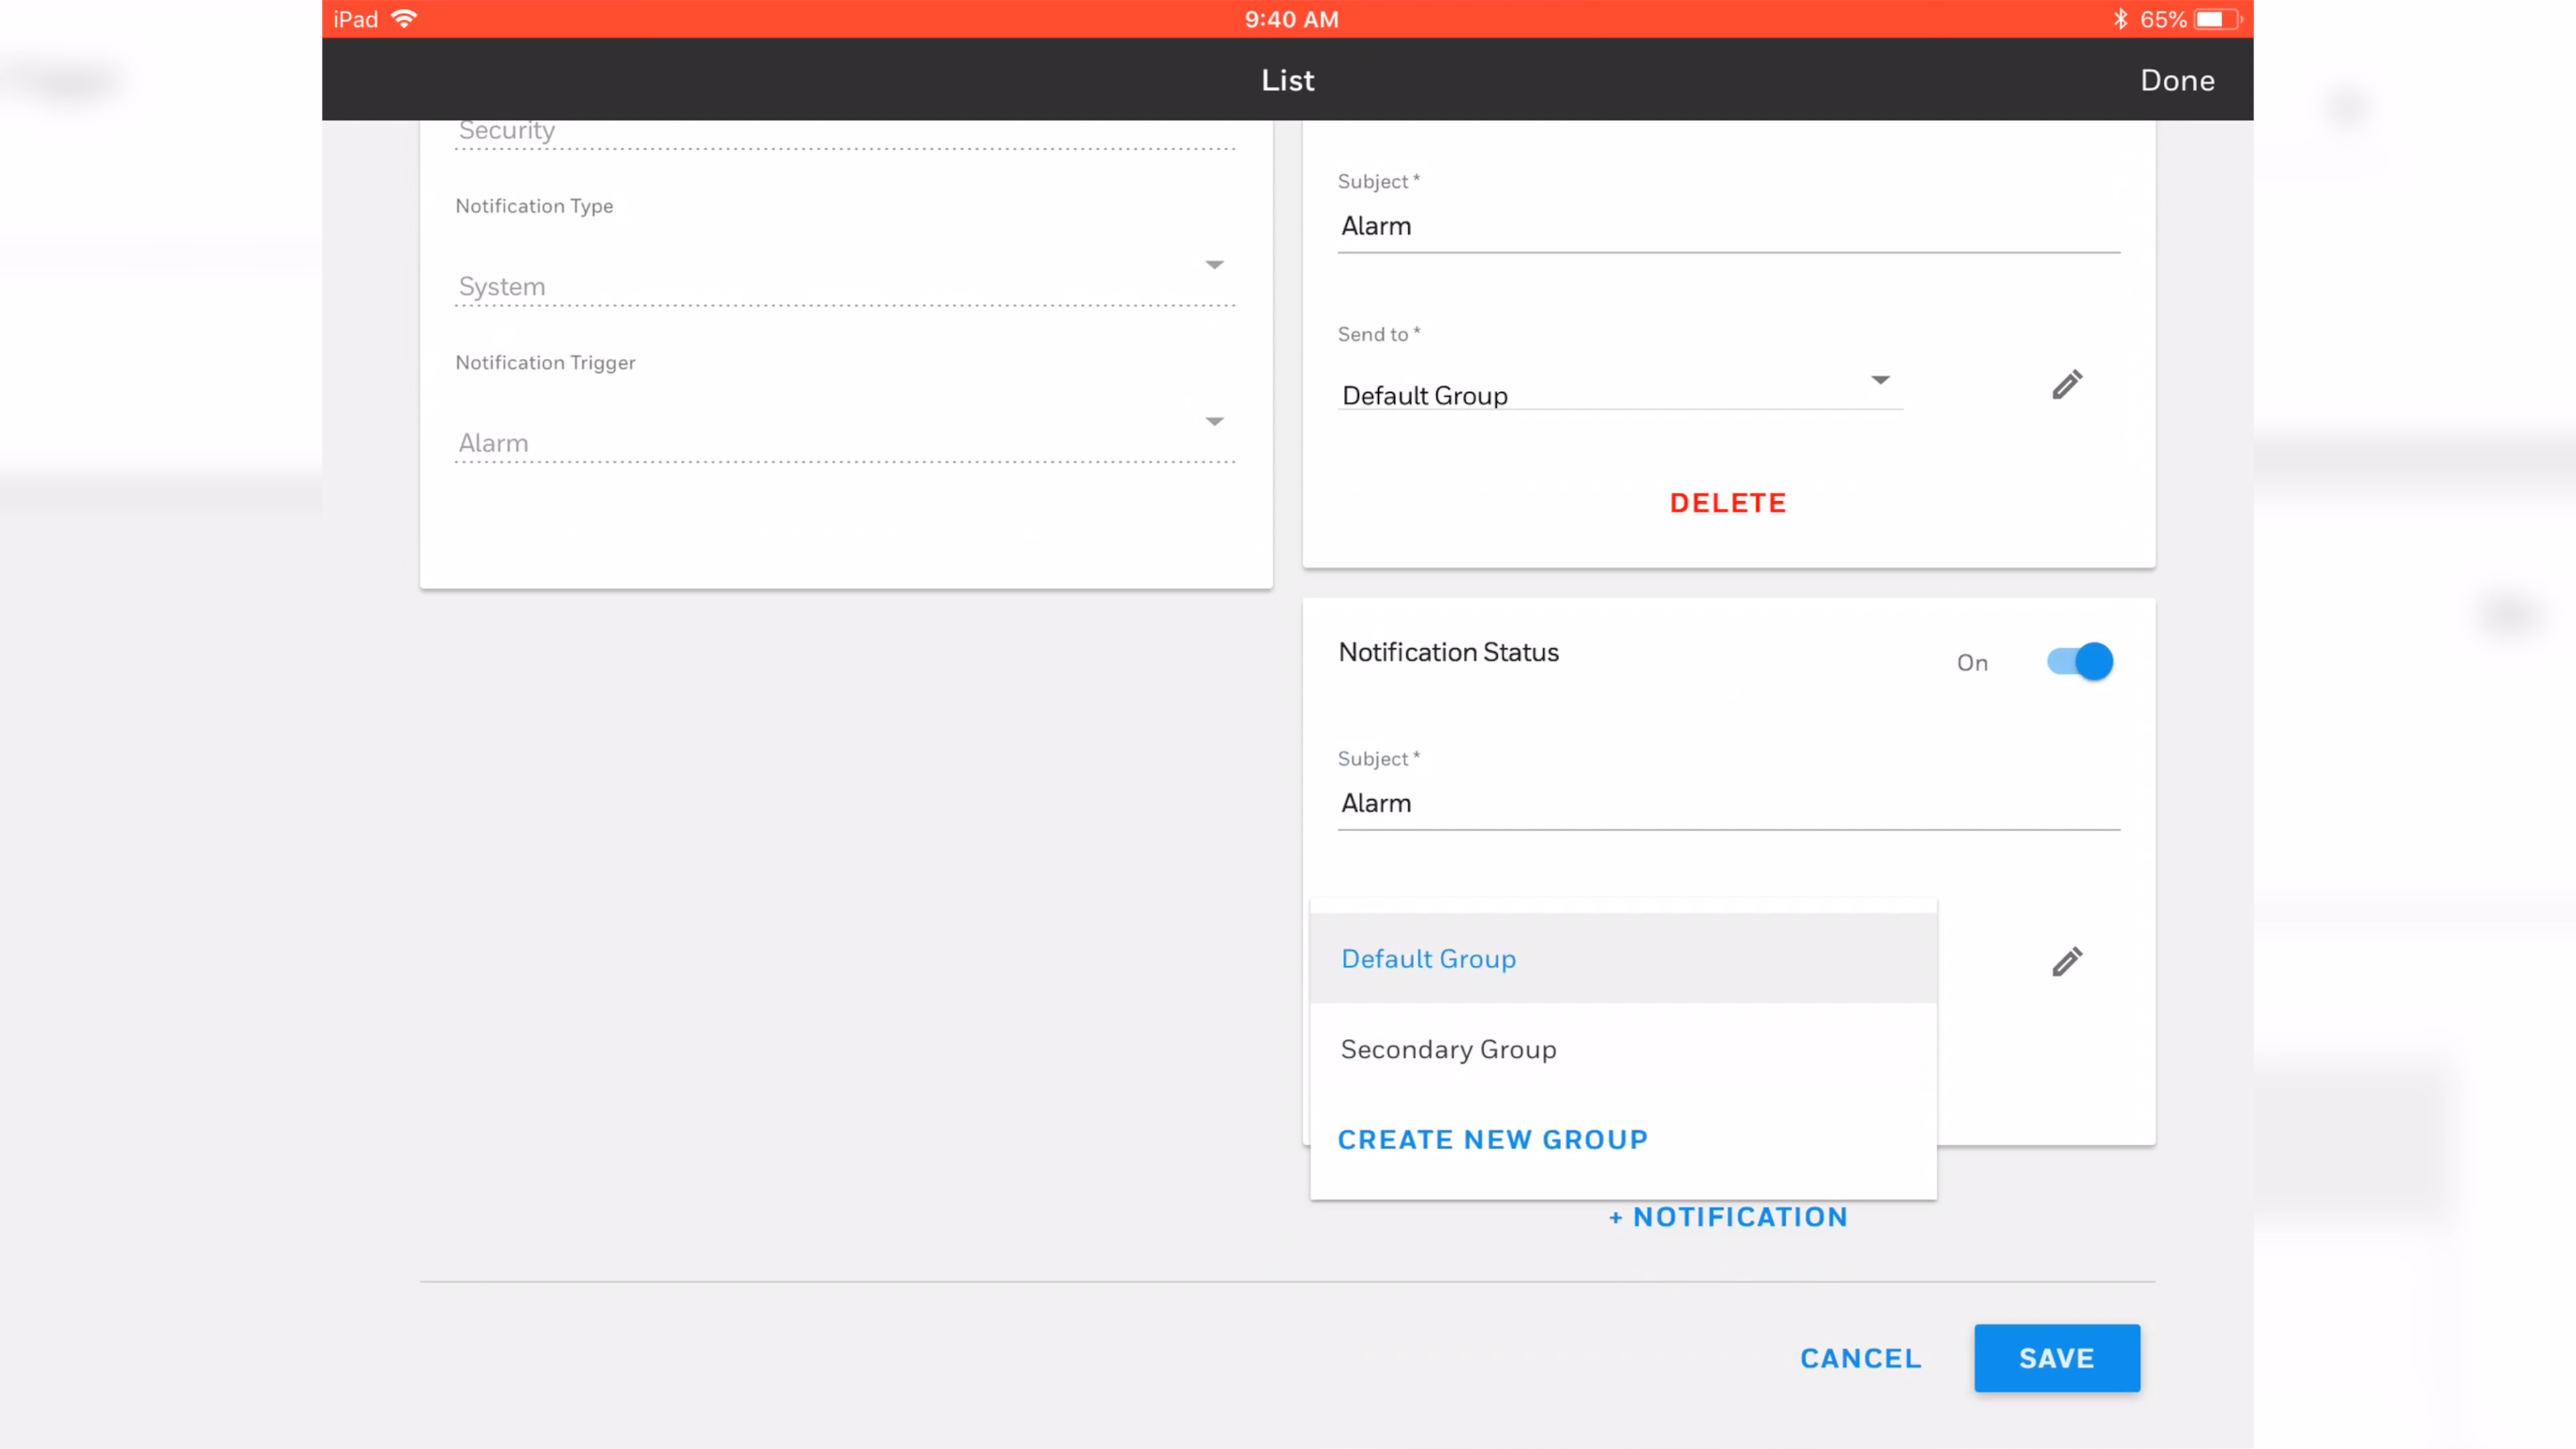 iPad
9:40 AM
65%
List
Done
Security
Notification Type
System
Notification Trigger
Alarm
Subject *
Alarm
Send to *
Default Group
DELETE
Notification Status
On
Subject *
Alarm
Default Group
Secondary Group
CREATE NEW GROUP
+ NOTIFICATION
CANCEL
SAVE